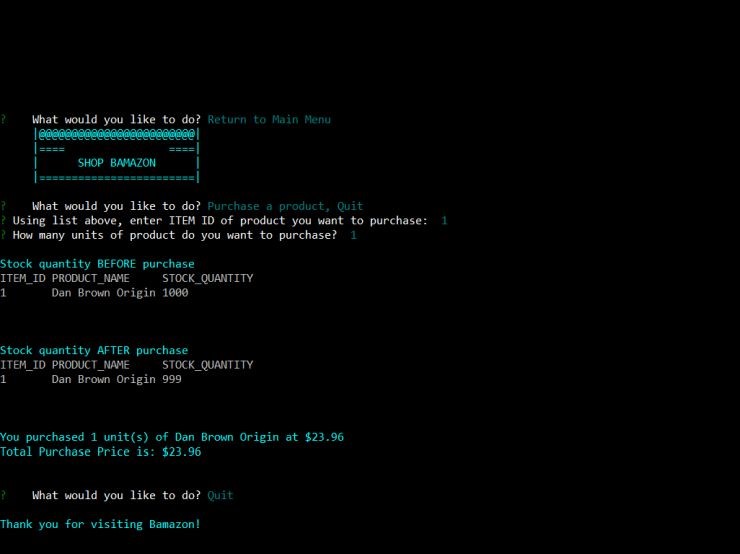 ?    What would you like to do? Return to Main Menu
|@@@@@@@@@@@@@@@@@@@@@@@@|
|====                ====|
|      SHOP BAMAZON      |
|========================|
?    What would you like to do? Purchase a product, Quit
? Using list above, enter ITEM ID of product you want to purchase:  1
? How many units of product do you want to purchase?  1
Stock quantity BEFORE purchase
ITEM_ID PRODUCT_NAME     STOCK_QUANTITY
1       Dan Brown Origin 1000
Stock quantity AFTER purchase
ITEM_ID PRODUCT_NAME     STOCK_QUANTITY
1       Dan Brown Origin 999
You purchased 1 unit(s) of Dan Brown Origin at $23.96
Total Purchase Price is: $23.96
?    What would you like to do? Quit
Thank you for visiting Bamazon!